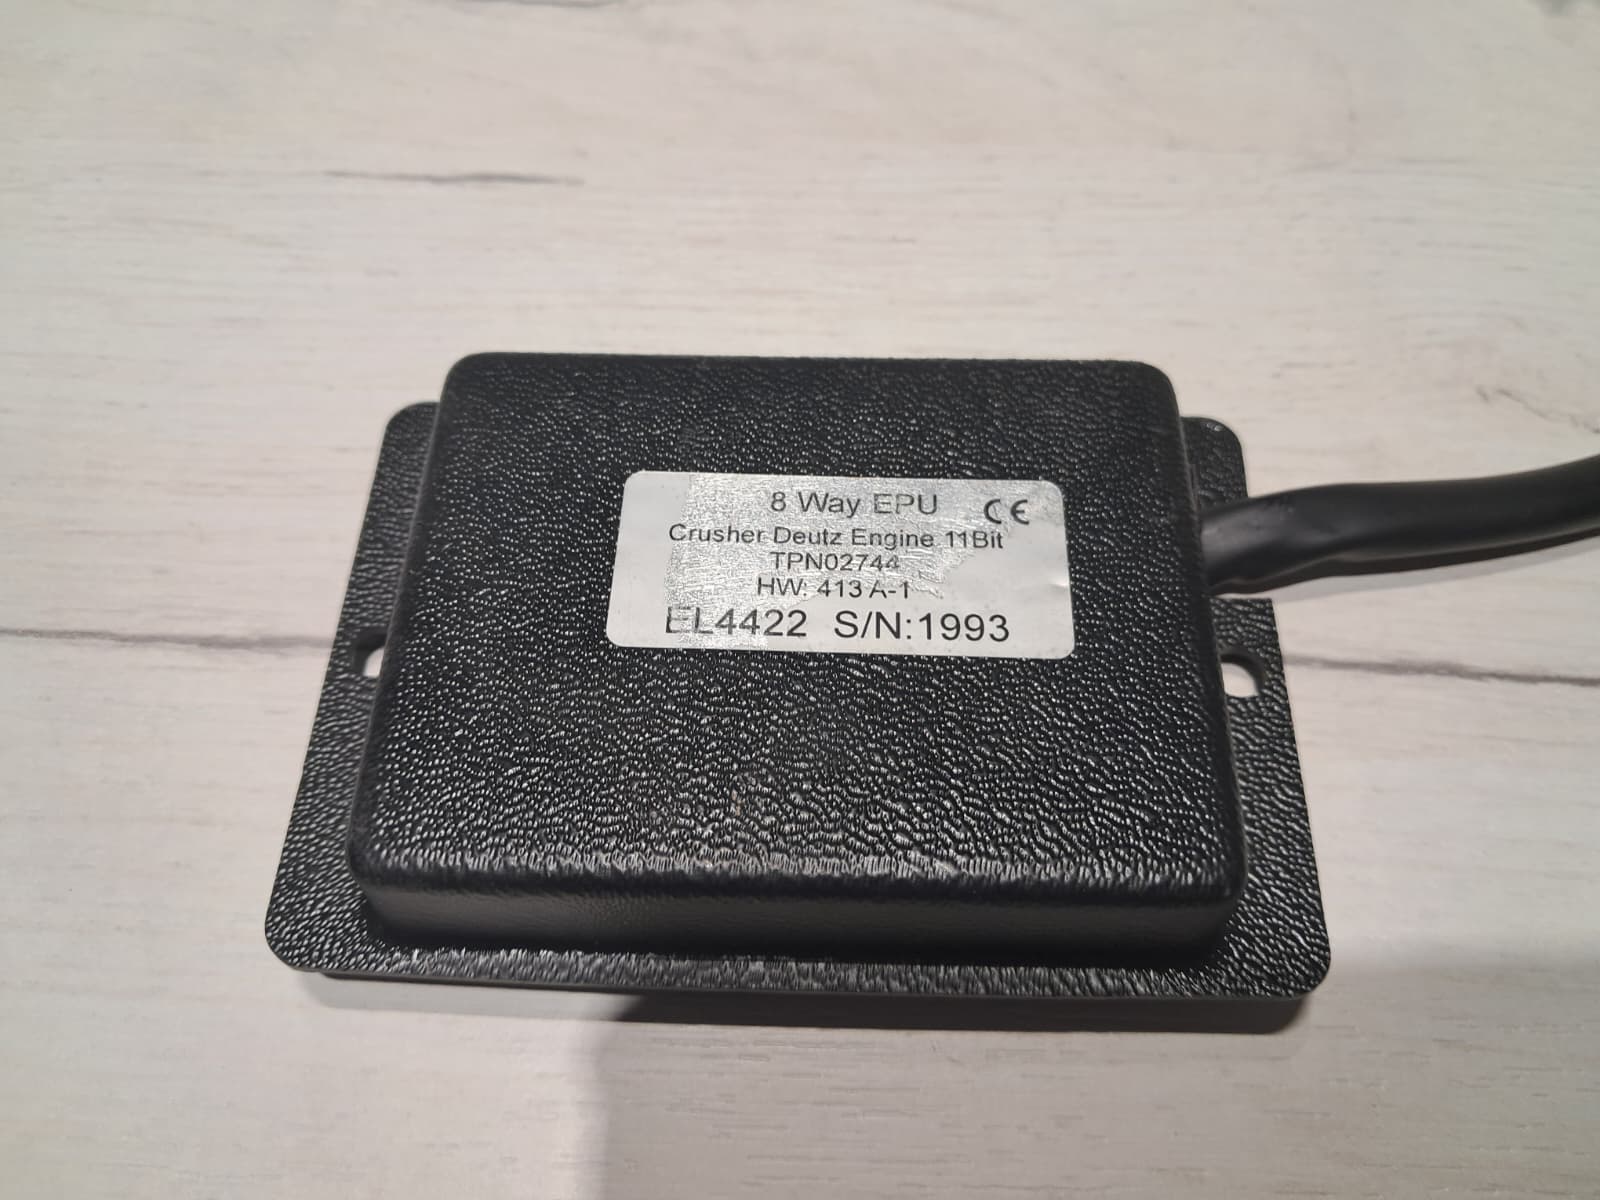 8 Way EPU CE
Crusher Deutz Engine 11Bit
TPN02744
HW: 413 A-1
EL4422 S/N:1993